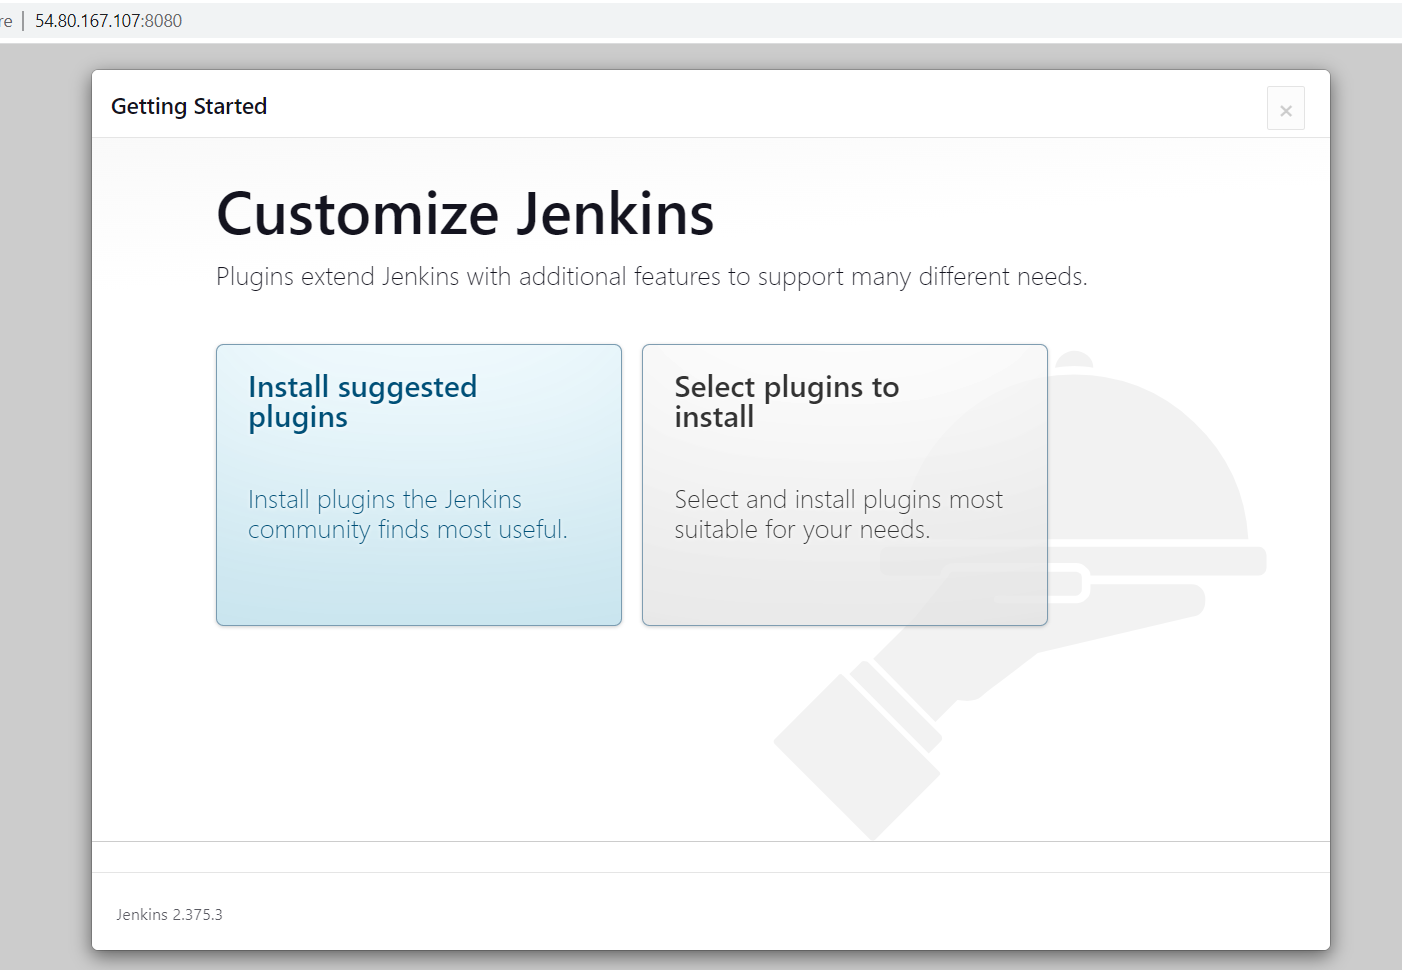 re | 54.80.167.107:8080
Getting Started
×
Customize Jenkins
Plugins extend Jenkins with additional features to support many different needs.
Install suggested
plugins
Install plugins the Jenkins
community finds most useful.
Select plugins to
install
Select and install plugins most
suitable for your needs.
Jenkins 2.375.3